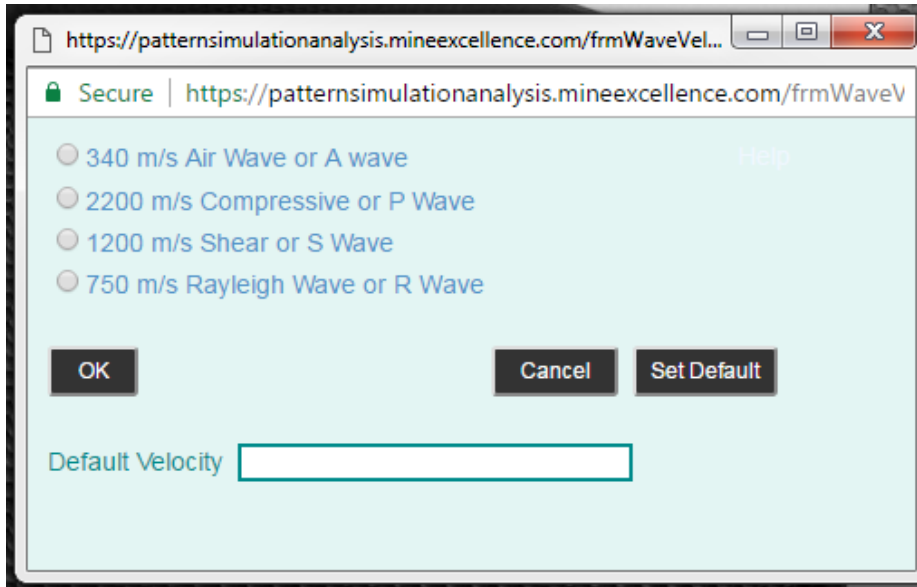 https://patternsimulationanalysis.mineexcellence.com/frmWaveVel...
Secure | https://patternsimulationanalysis.mineexcellence.com/frmWaveV
340 m/s Air Wave or A wave Help
2200 m/s Compressive or P Wave
1200 m/s Shear or S Wave
750 m/s Rayleigh Wave or R Wave
OK Cancel Set Default
Default Velocity